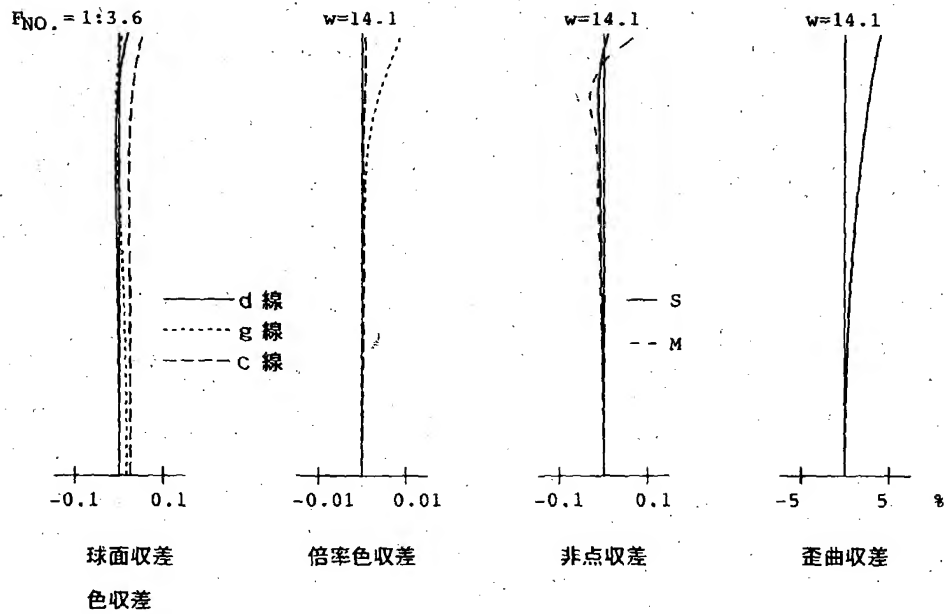 FNO. = 1:3.6
w=14.1
w=14.1
w=14.1
d 線
g 線
C 線
S
M
-0.1 0.1
-0.01 0.01
-0.1 0.1
-5 5 %
球面収差
色収差
倍率色収差
非点収差
歪曲収差